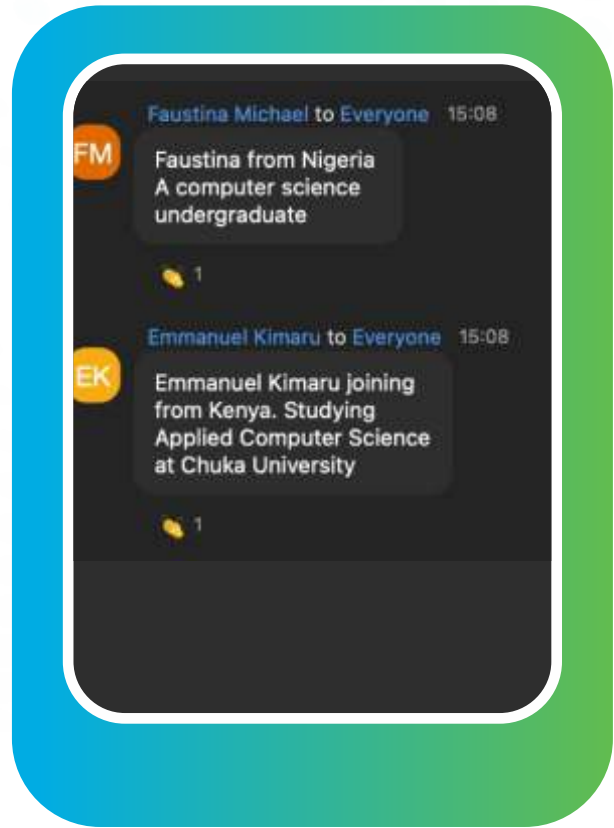 Faustina Michael to Everyone 15:08
FM
Faustina from Nigeria
A computer science
undergraduate
1
Emmanuel Kimaru to Everyone 15:08
EK
Emmanuel Kimaru joining
from Kenya. Studying
Applied Computer Science
at Chuka University
1